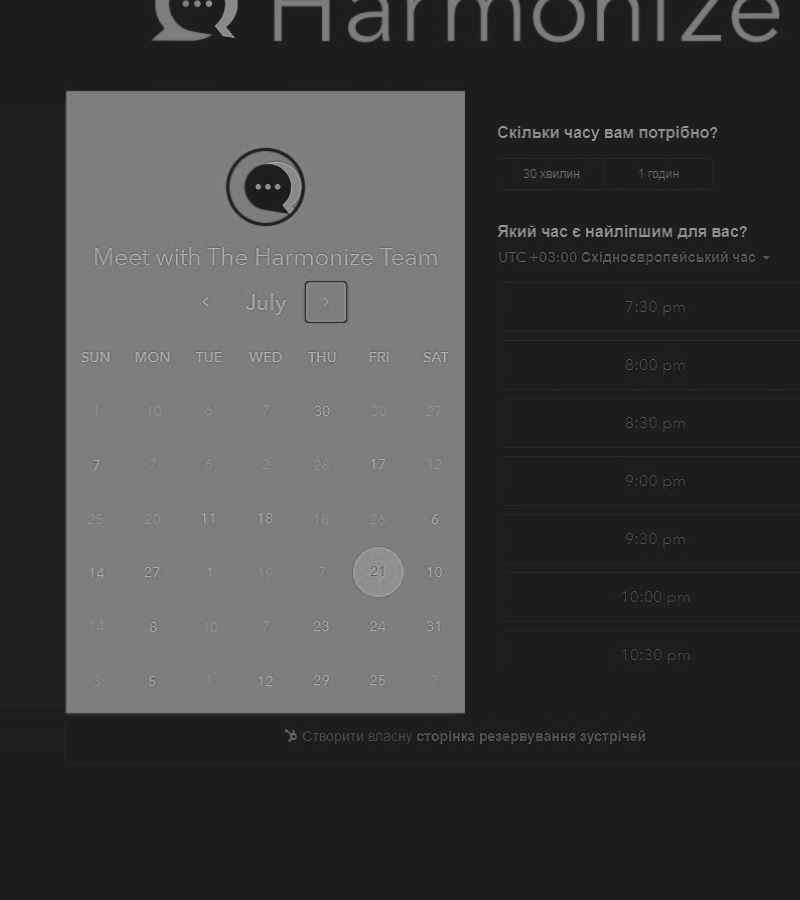 Harmonize
Meet with The Harmonize Team
July
SUN MON TUE WED THU FRI SAT
1 10 6 7 30 30 27
7 7 6 2 28 17 12
25 20 11 18 18 26 6
14 27 1 19 7 21 10
14 8 10 7 23 24 31
3 5 1 12 29 25 7
Скільки часу вам потрібно?
30 хвилин 1 годин
Який час є найліпшим для вас?
UTC +03:00 Східноєвропейський час
7:30 pm
8:00 pm
8:30 pm
9:00 pm
9:30 pm
10:00 pm
10:30 pm
Створити власну сторінка резервування зустрічей